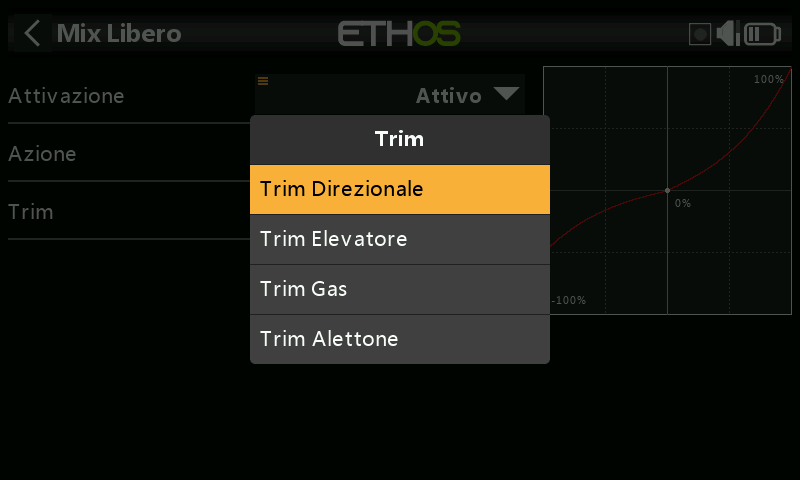 Mix Libero
ETHOS
Attivazione
Attivo
Azione
Trim
Trim
Trim Direzionale
Trim Elevatore
Trim Gas
Trim Alettone
100%
0%
-100%